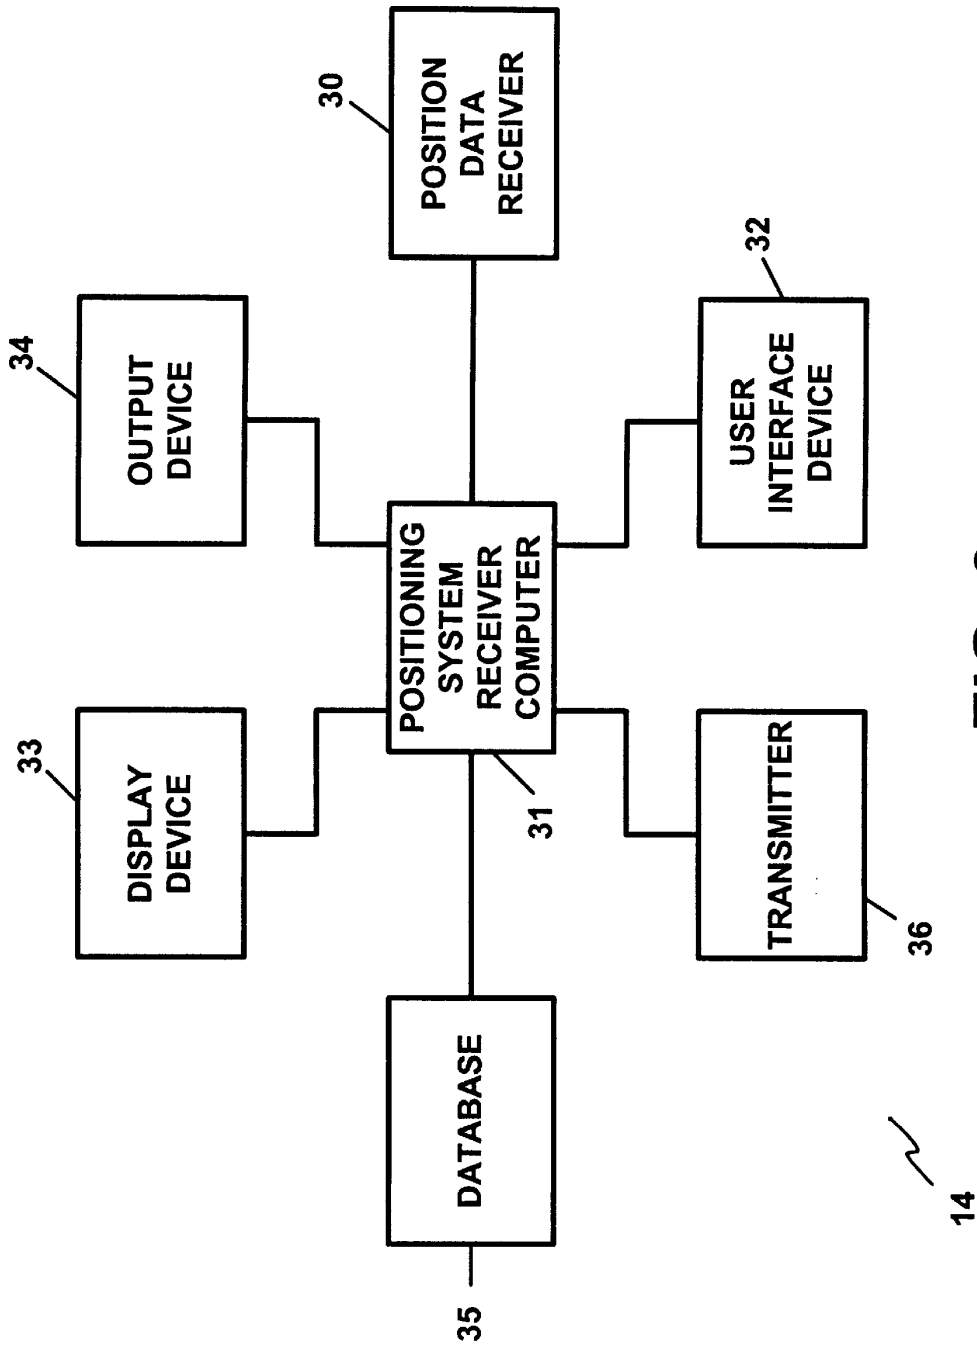 33
DISPLAY
DEVICE
34
OUTPUT
DEVICE
35
DATABASE
POSITIONING
SYSTEM
RECEIVER
COMPUTER
31
30
POSITION
DATA
RECEIVER
TRANSMITTER
36
USER
INTERFACE
DEVICE
32
14